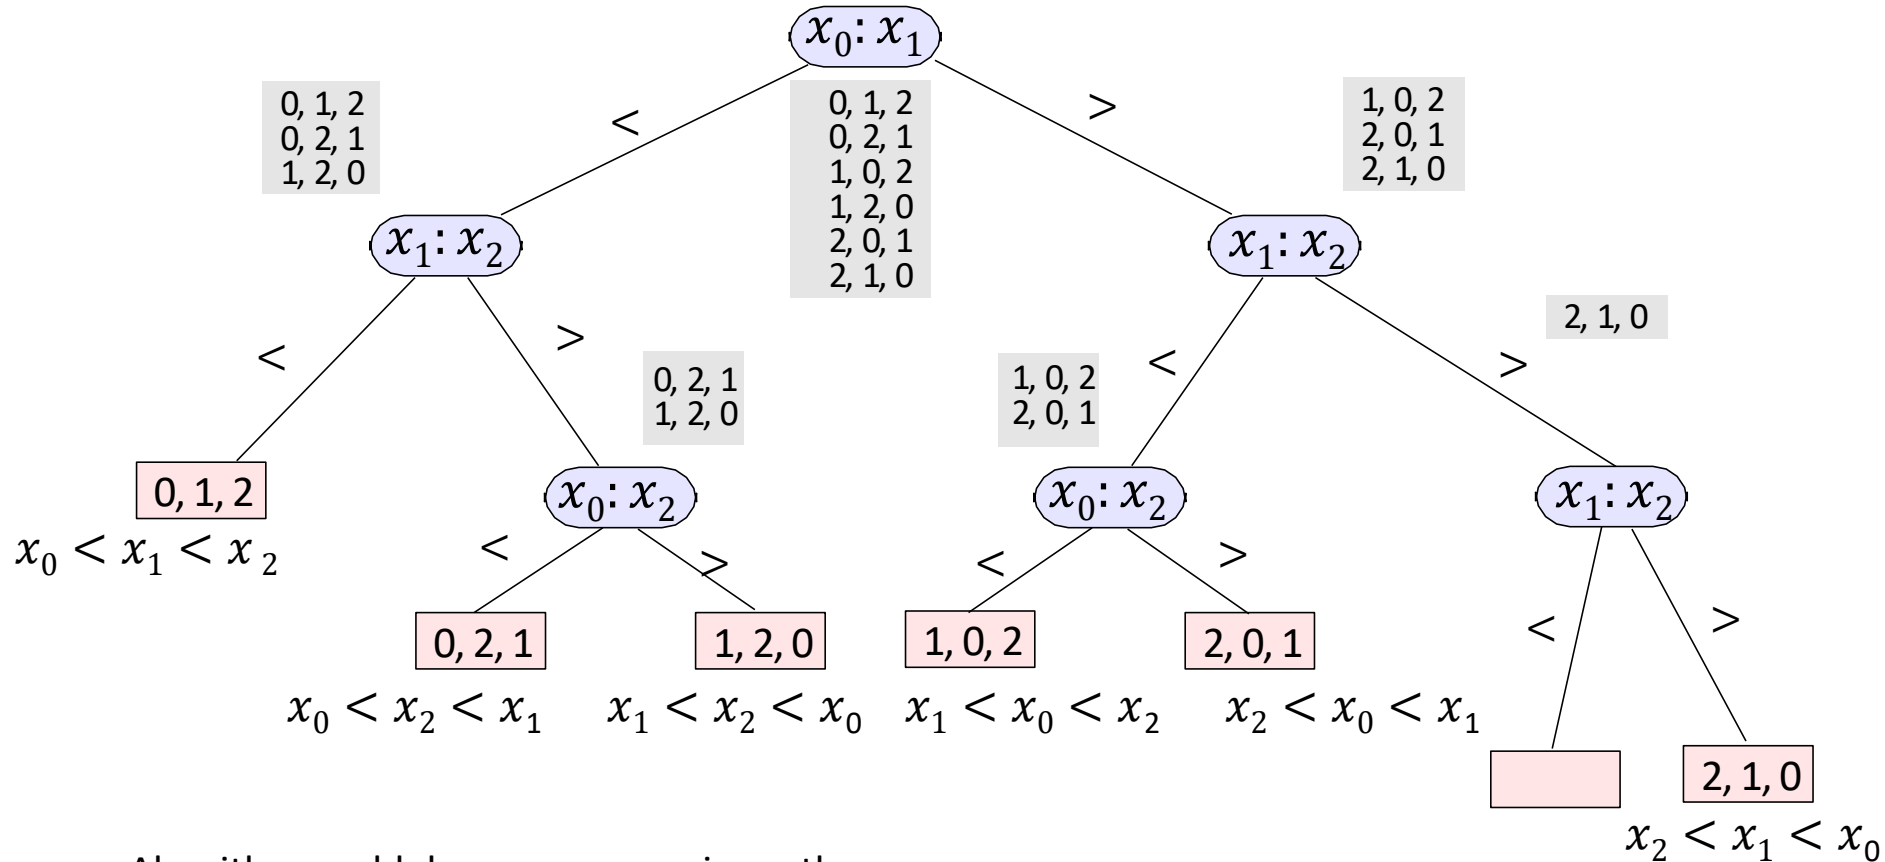 x₀: x₁
0, 1, 2
0, 2, 1
1, 2, 0
<
0, 1, 2
0, 2, 1
1, 0, 2
1, 2, 0
2, 0, 1
2, 1, 0
>
1, 0, 2
2, 0, 1
2, 1, 0
x₁: x₂
x₁: x₂
<
>
0, 2, 1
1, 2, 0
1, 0, 2
2, 0, 1
<
>
2, 1, 0
0, 1, 2
x₀ < x₁ < x ₂
x₀: x₂
x₀: x₂
x₁: x₂
<
>
<
>
<
>
0, 2, 1
1, 2, 0
1, 0, 2
2, 0, 1
x₀ < x₂ < x₁
x₁ < x₂ < x₀
x₁ < x₀ < x₂
x₂ < x₀ < x₁
2, 1, 0
x₂ < x₁ < x₀